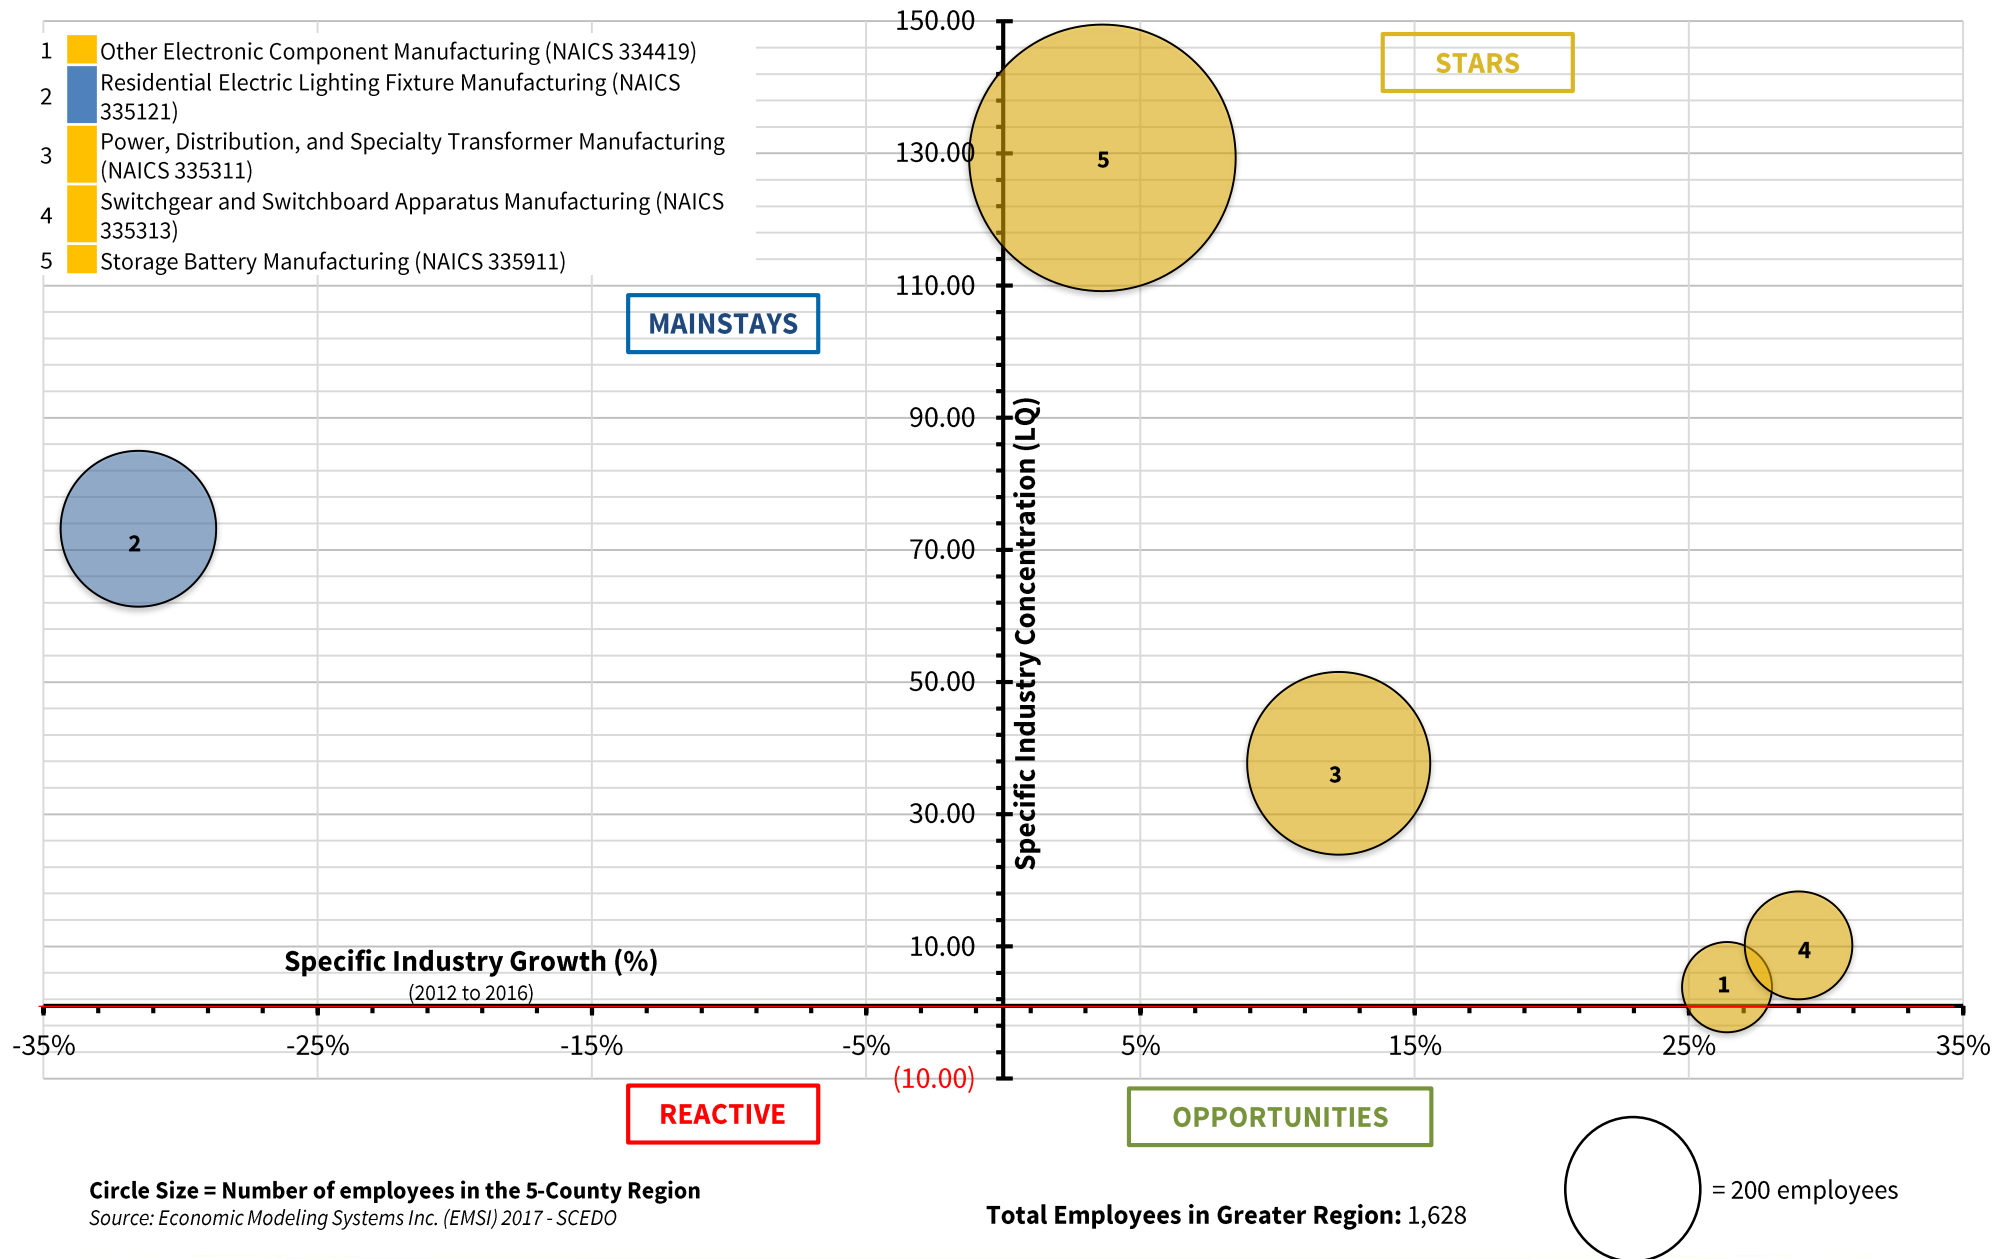 1 Other Electronic Component Manufacturing (NAICS 334419)
2 Residential Electric Lighting Fixture Manufacturing (NAICS
335121)
3 Power, Distribution, and Specialty Transformer Manufacturing
(NAICS 335311)
4 Switchgear and Switchboard Apparatus Manufacturing (NAICS
335313)
5 Storage Battery Manufacturing (NAICS 335911)
STARS
MAINSTAYS
150.00
130.00
110.00
90.00
70.00
50.00
30.00
10.00
(10.00)
Specific Industry Concentration (LQ)
5
2
3
4
1
Specific Industry Growth (%)
(2012 to 2016)
-35% -25% -15% -5% 5% 15% 25% 35%
REACTIVE
OPPORTUNITIES
Circle Size = Number of employees in the 5-County Region
Source: Economic Modeling Systems Inc. (EMSI) 2017 - SCEDO
Total Employees in Greater Region: 1,628
= 200 employees